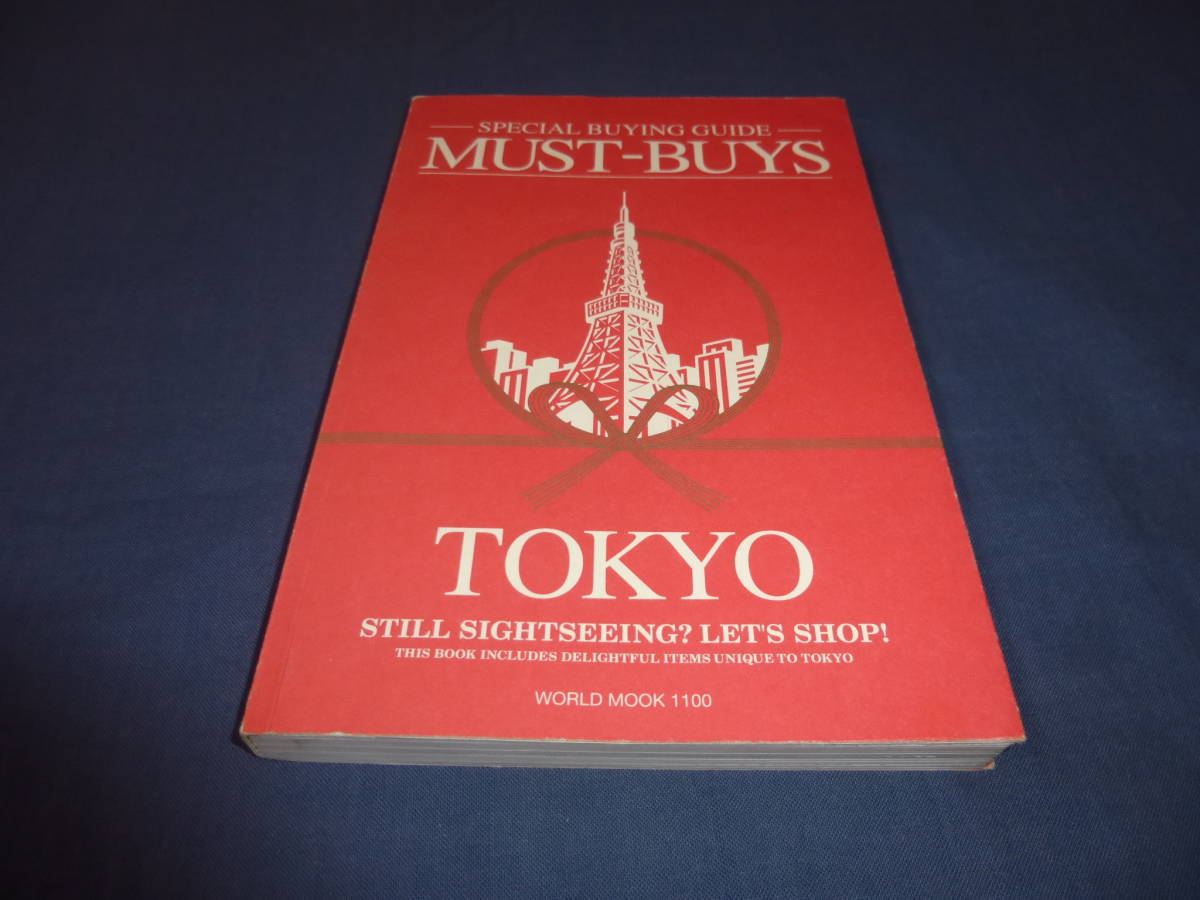 SPECIAL BUYING GUIDE
MUST-BUYS
TOKYO
STILL SIGHTSEEING? LET'S SHOP!
THIS BOOK INCLUDES DELIGHTFUL ITEMS UNIQUE TO TOKYO
WORLD MOOK 1100